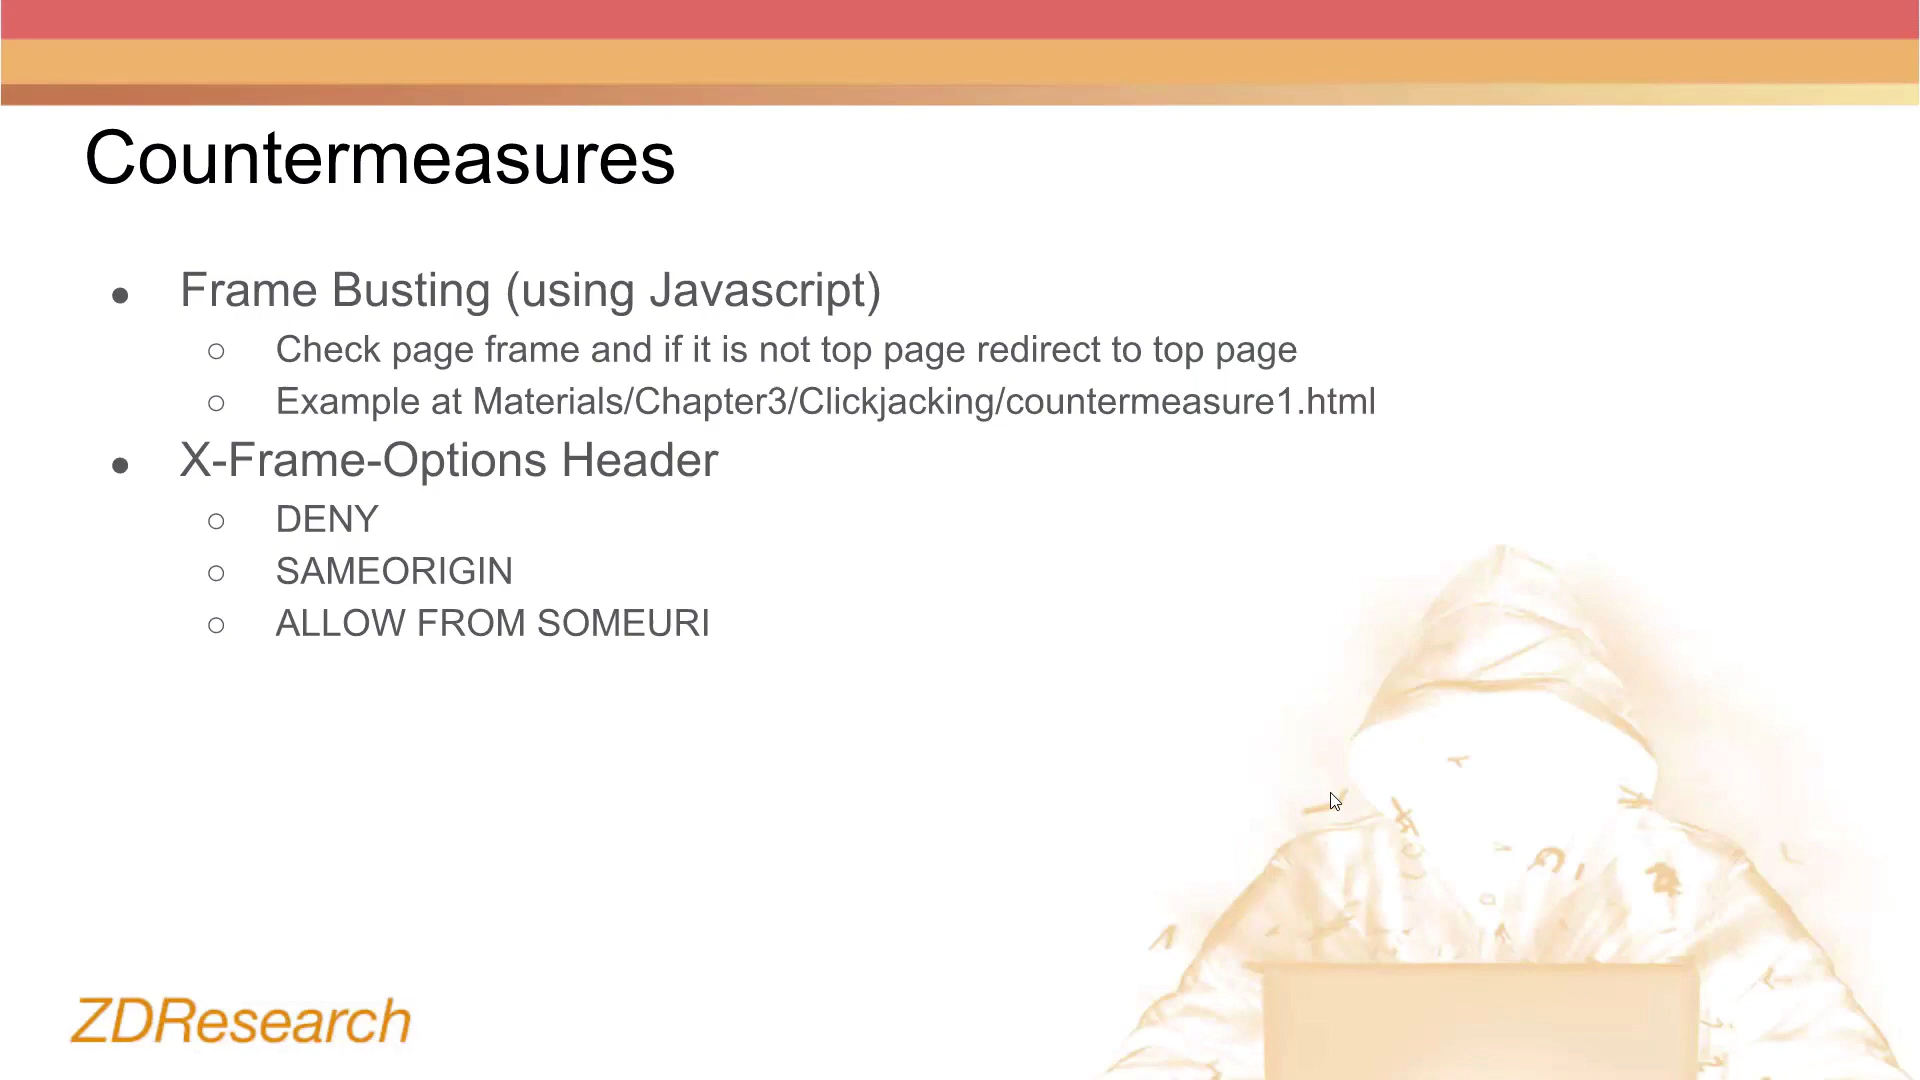 Countermeasures
● Frame Busting (using Javascript)
○ Check page frame and if it is not top page redirect to top page
○ Example at Materials/Chapter3/Clickjacking/countermeasure1.html
● X-Frame-Options Header
○ DENY
○ SAMEORIGIN
○ ALLOW FROM SOMEURI
ZDResearch